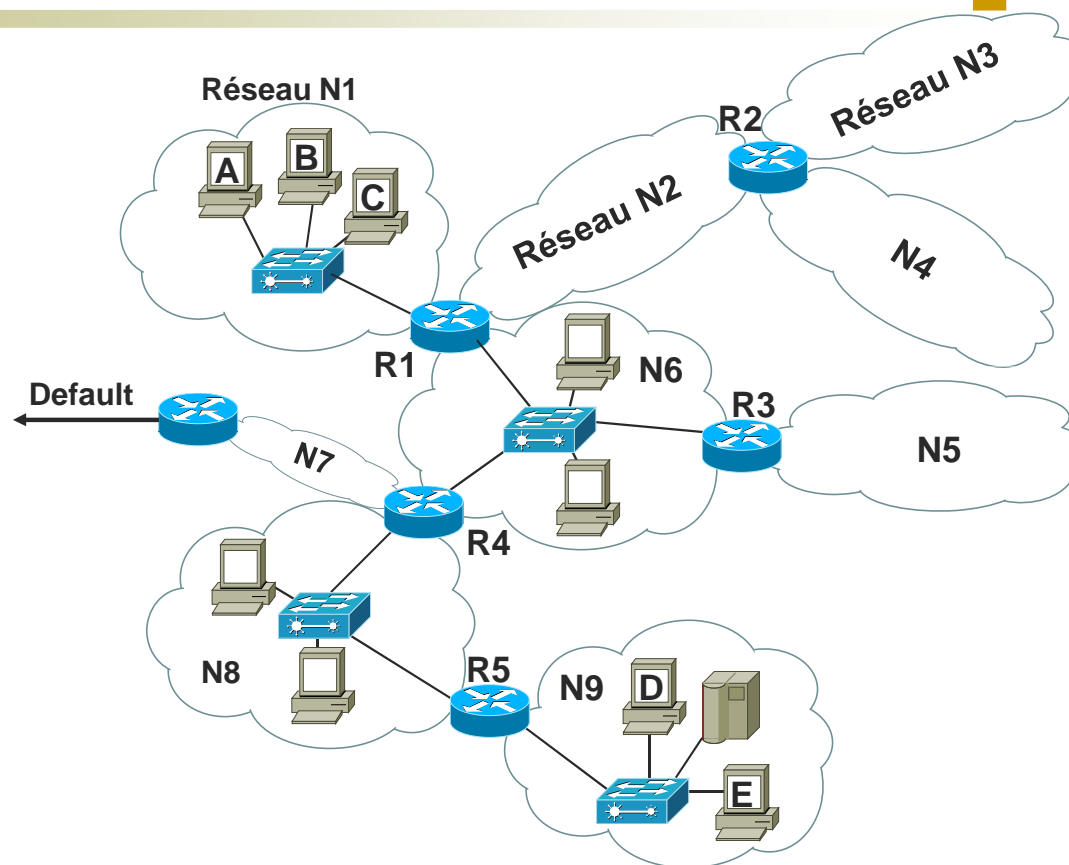 Réseau N1
A
B
C
Réseau N2
R2
Réseau N3
N4
R1
N6
R3
N5
Default
N7
R4
N8
R5
N9
D
E